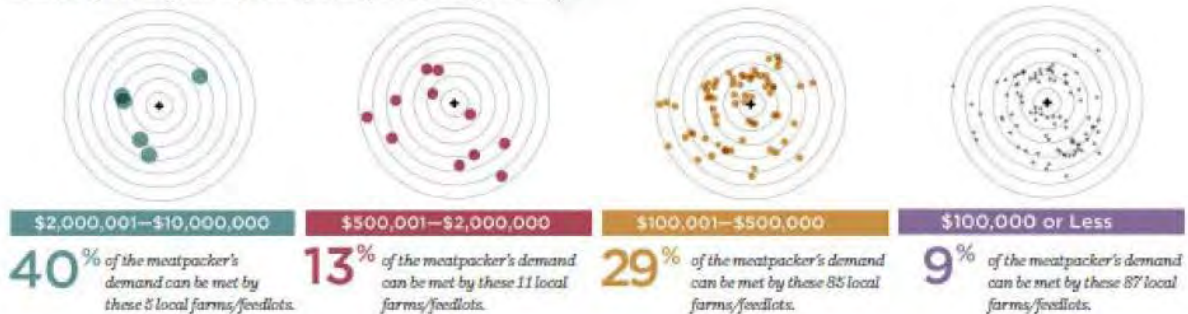 $2,000,001—$10,000,000
40% of the meatpacker's
demand can be met by
these 5 local farms/feedlots.
$500,001—$2,000,000
13% of the meatpacker's demand
can be met by these 11 local
farms/feedlots.
$100,001—$500,000
29% of the meatpacker's demand
can be met by these 85 local
farms/feedlots.
$100,000 or Less
9% of the meatpacker's demand
can be met by these 87 local
farms/feedlots.